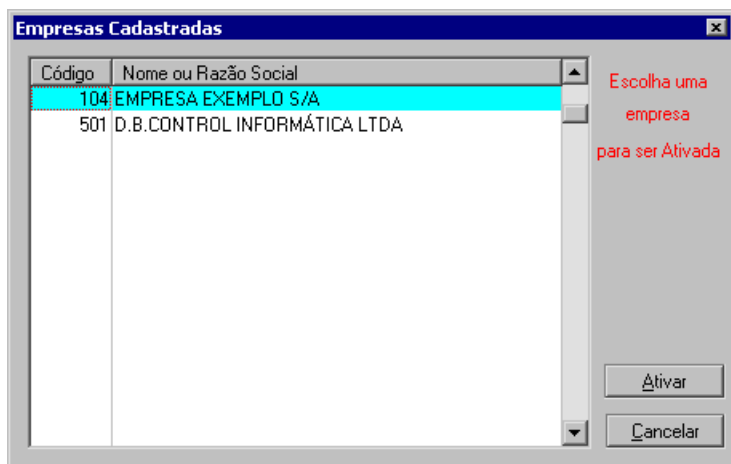 Empresas Cadastradas
Código Nome ou Razão Social
104 EMPRESA EXEMPLO S/A
501 D.B.CONTROL INFORMÁTICA LTDA
Escolha uma
empresa
para ser Ativada
Ativar
Cancelar